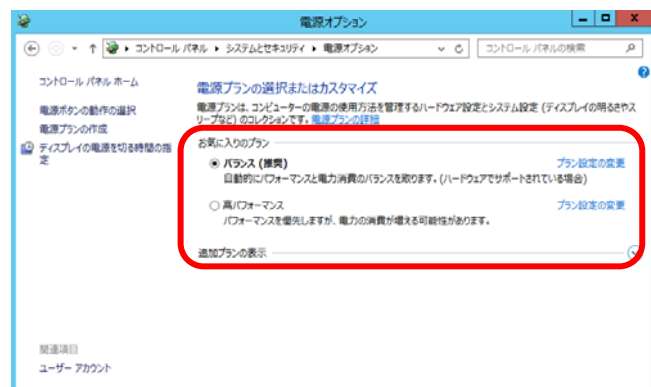 電源オプション
コントロール パネル ▸ システムとセキュリティ ▸ 電源オプション
コントロール パネルの検索
コントロール パネル ホーム
電源ボタンの動作の選択
電源プランの作成
ディスプレイの電源を切る時間の指
定
電源プランの選択またはカスタマイズ
電源プランは、コンピューターの電源の使用方法を管理するハードウェア設定とシステム設定 (ディスプレイの明るさやス
リープなど) のコレクションです。電源プランの詳細
お気に入りのプラン
バランス (推奨) プラン設定の変更
自動的にパフォーマンスと電力消費のバランスを取ります。(ハードウェアでサポートされている場合)
高パフォーマンス プラン設定の変更
パフォーマンスを優先しますが、電力の消費が増える可能性があります。
追加プランの表示
関連項目
ユーザー アカウント